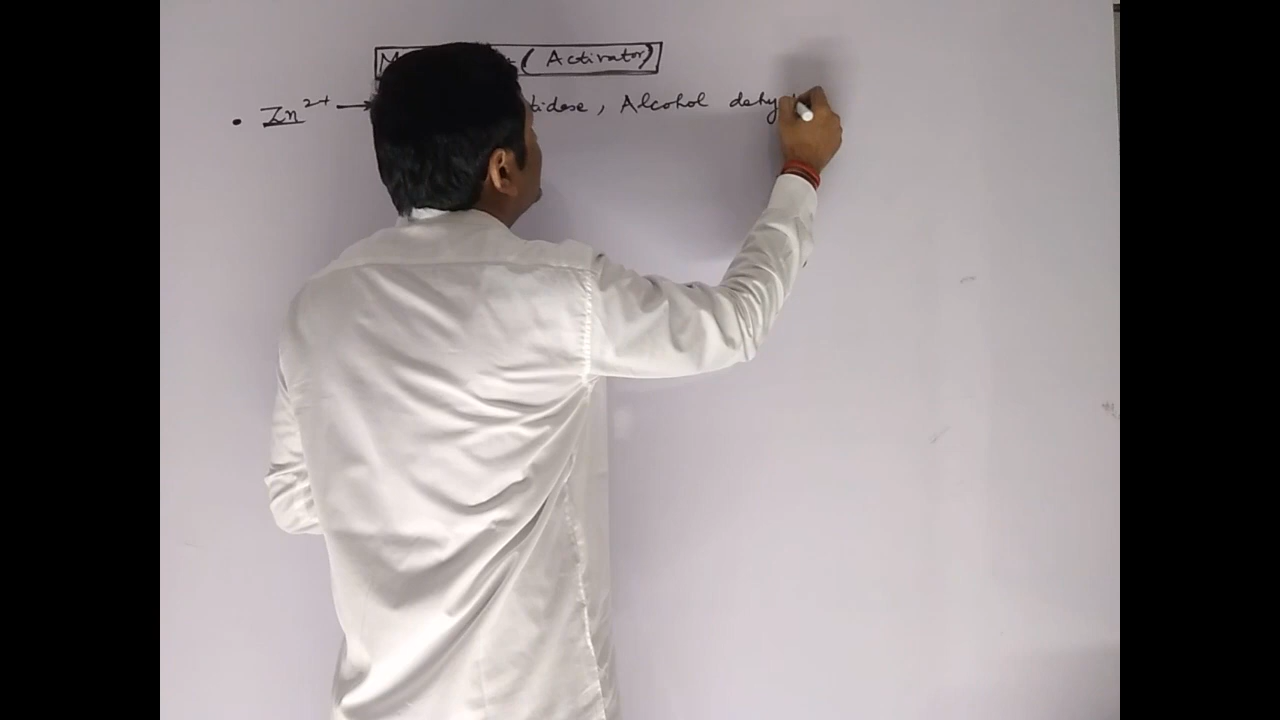 (Activator)
• Zn²⁺ → tidase, Alcohol dehy